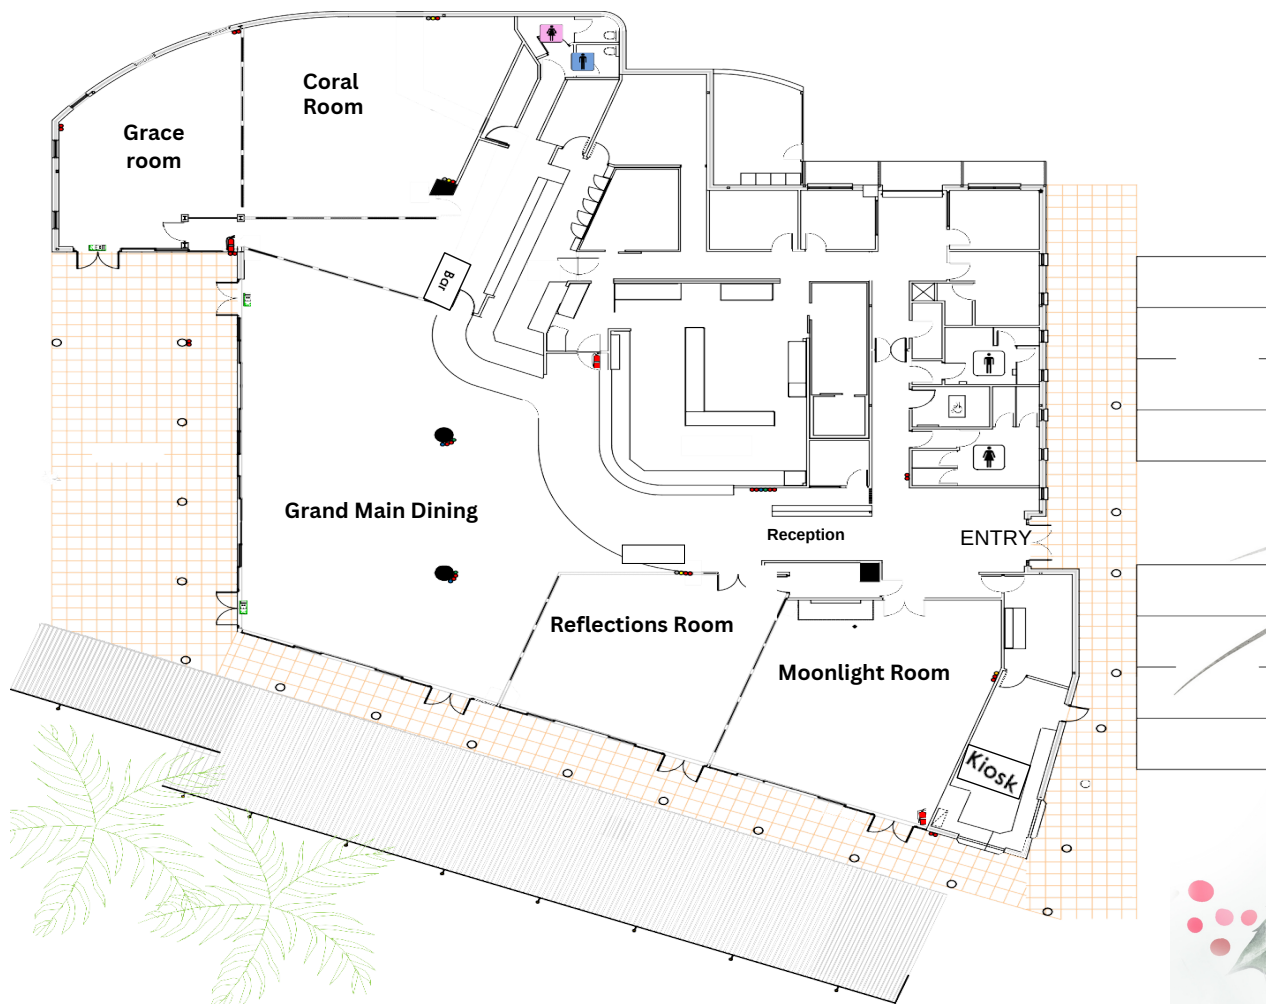 Coral
Room
Grace
room
Bar
Grand Main Dining
Reception
ENTRY
Reflections Room
Moonlight Room
Kiosk